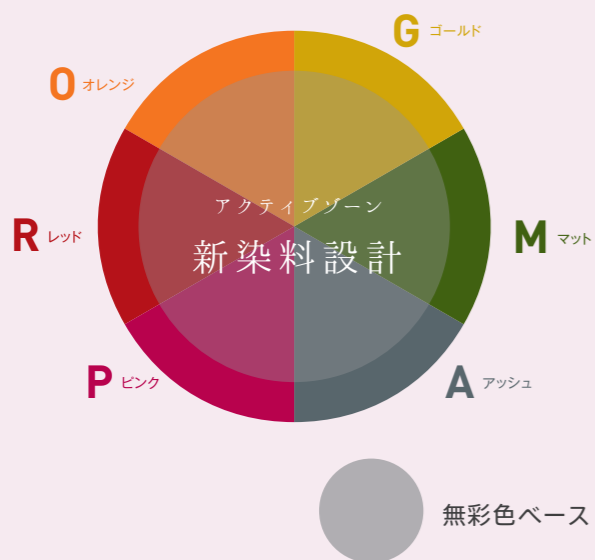 G ゴールド
O オレンジ
アクティブゾーン
R レッド
M マット
新染料設計
P ピンク
A アッシュ
無彩色ベース